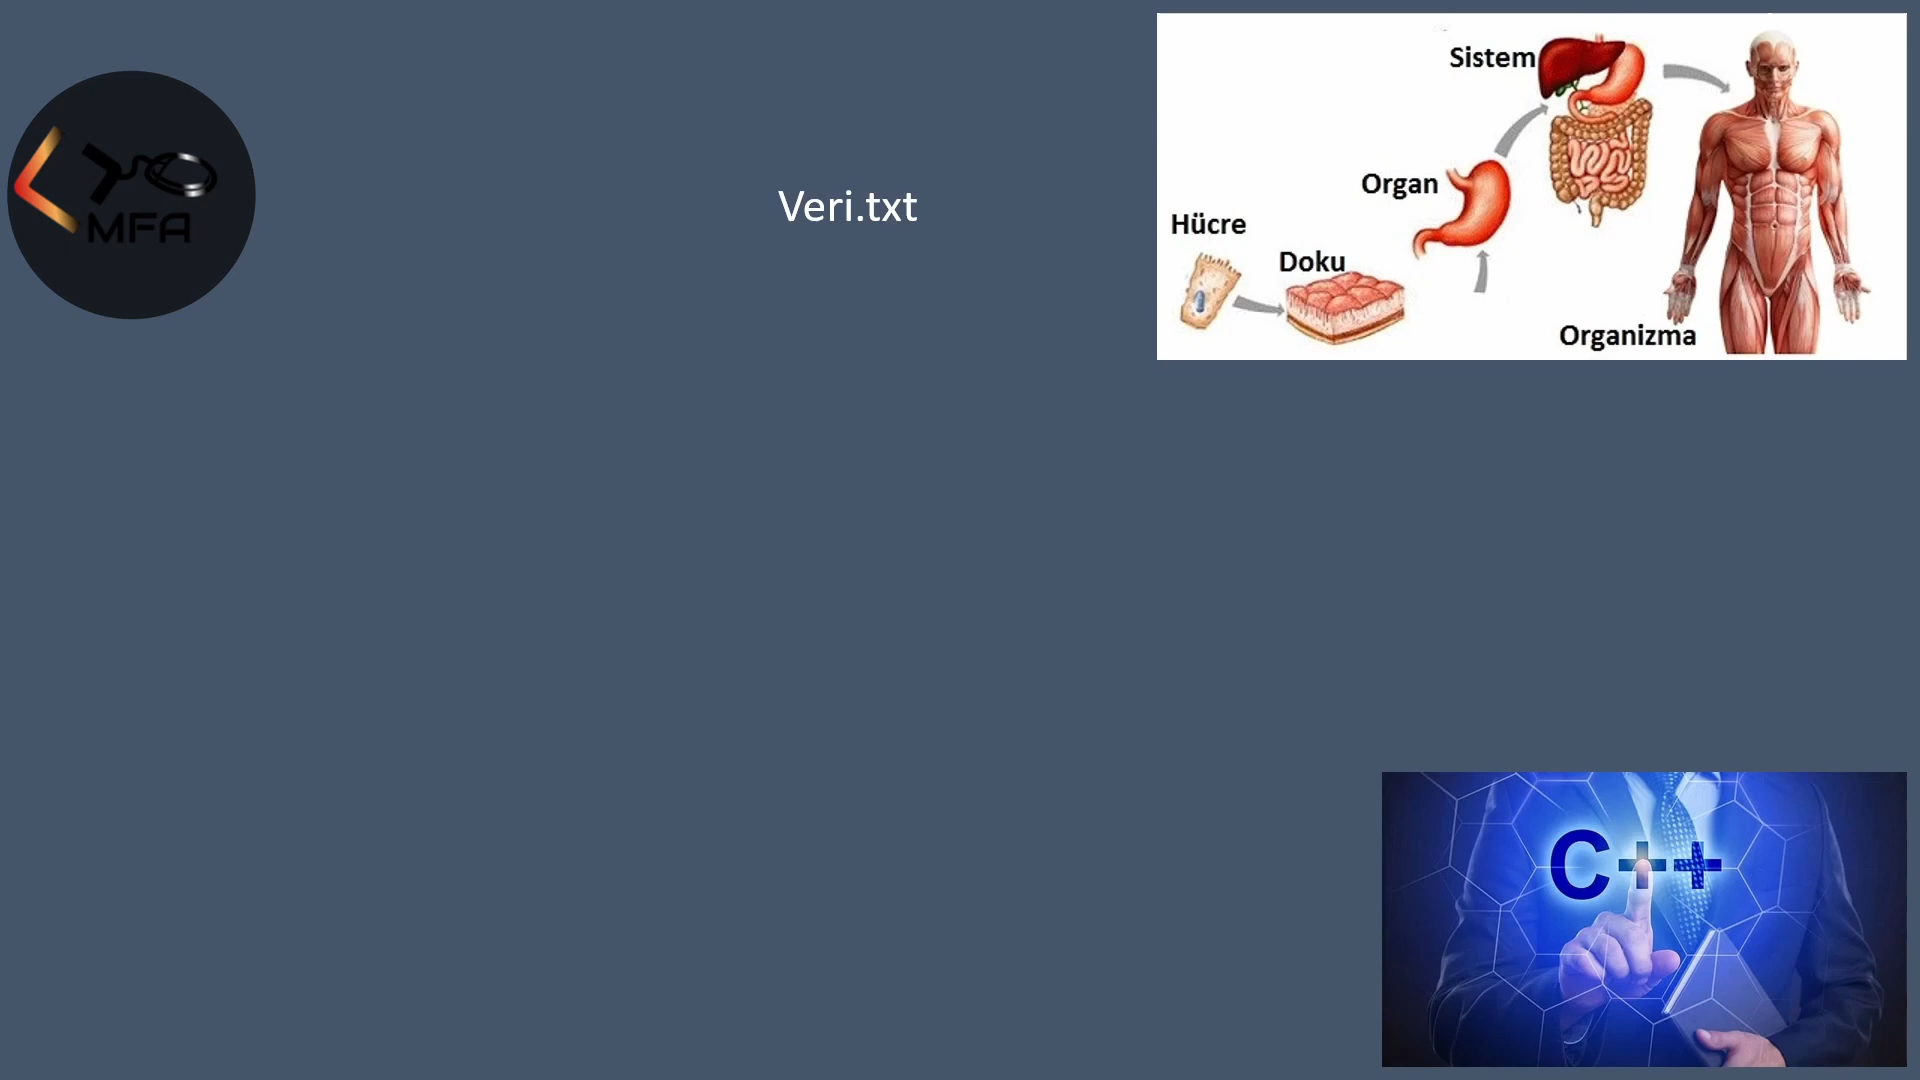 MFA
Veri.txt
Sistem
Organ
Hücre
Doku
Organizma
C++